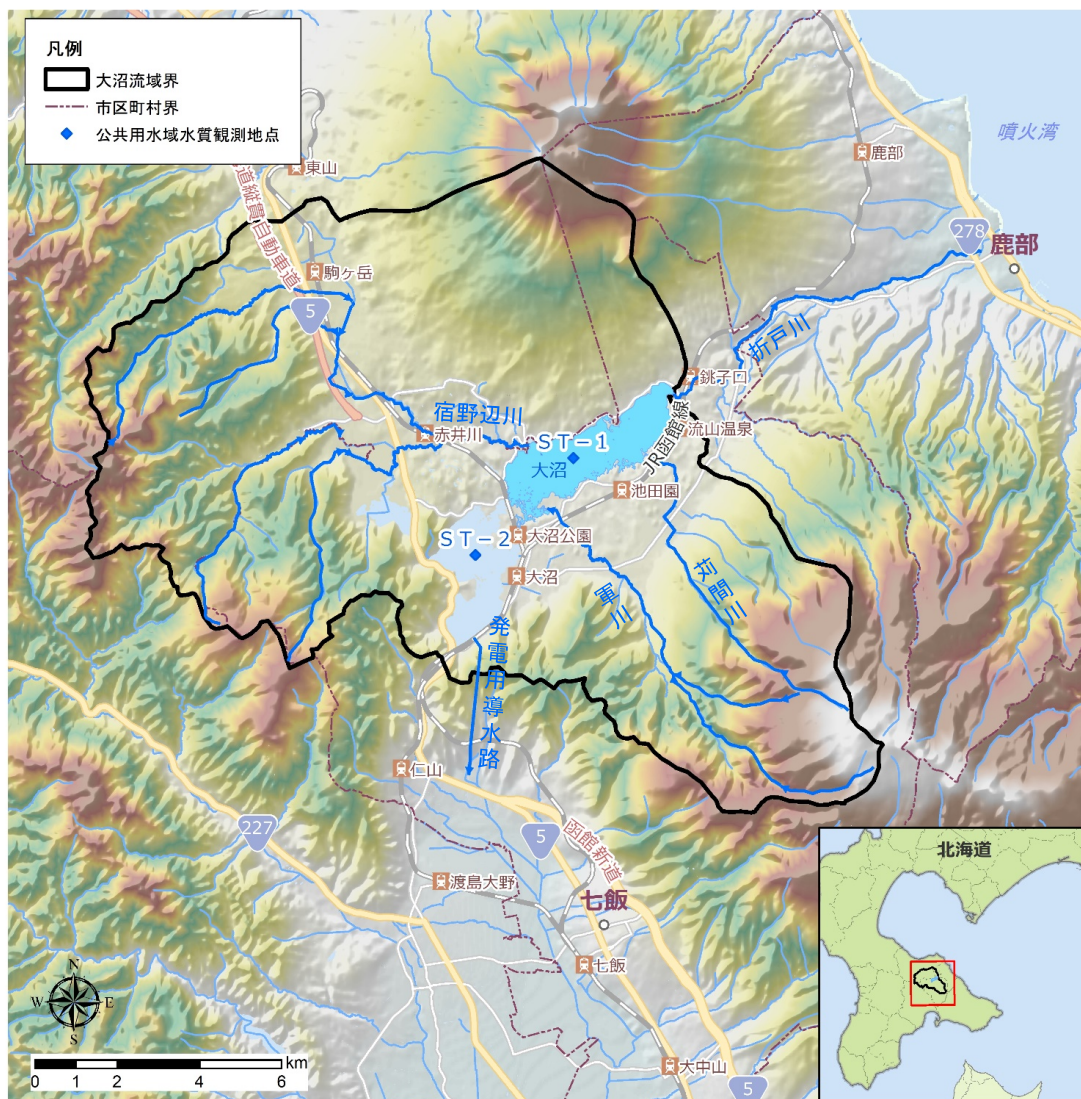 凡例
大沼流域界
市区町村界
公共用水域水質観測地点
噴火湾
東山
鹿部
道縦貫自動車道
278
鹿部
駒ヶ岳
5
折戸川
銚子口
宿野辺川
赤井川
ST-1
大沼
JR函館線
流山温泉
池田園
ST-2
大沼公園
大沼
軍川
苅間川
発電用導水路
仁山
227
5
函館新道
渡島大野
七飯
七飯
大中山
5
北海道
N
W
E
S
km
0 1 2 4 6